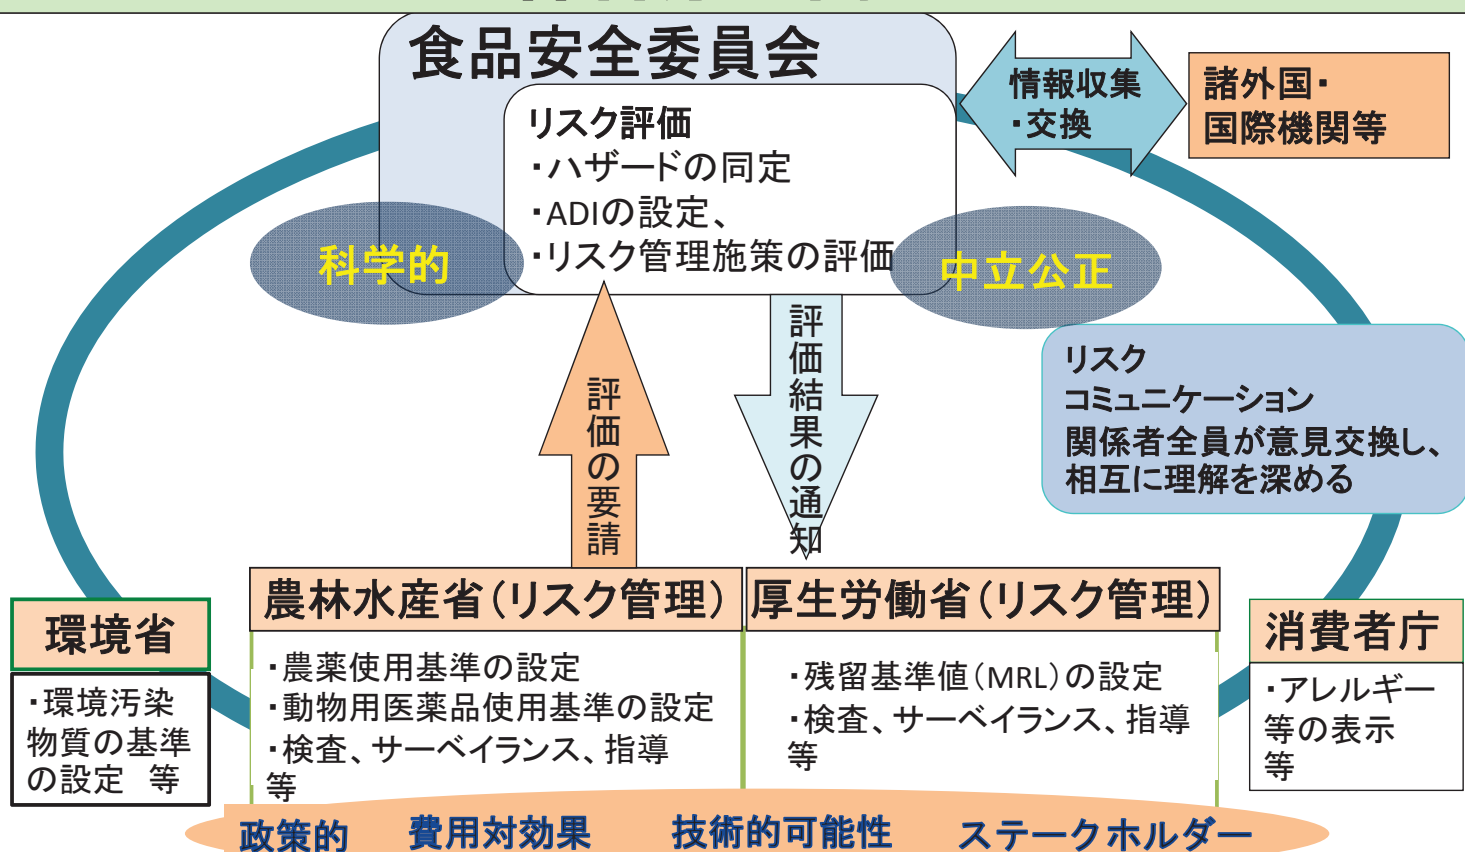 食品安全委員会
リスク評価
・ハザードの同定
・ADIの設定、
・リスク管理施策の評価
科学的
中立公正
情報収集
・交換
諸外国・
国際機関等
評価の要請
評価結果の通知
リスク
コミュニケーション
関係者全員が意見交換し、
相互に理解を深める
環境省
・環境汚染
物質の基準
の設定　等
農林水産省（リスク管理）
・農薬使用基準の設定
・動物用医薬品使用基準の設定
・検査、サーベイランス、指導
等
厚生労働省（リスク管理）
・残留基準値（MRL）の設定
・検査、サーベイランス、指導
等
消費者庁
・アレルギー
等の表示
等
政策的　費用対効果　技術的可能性　ステークホルダー